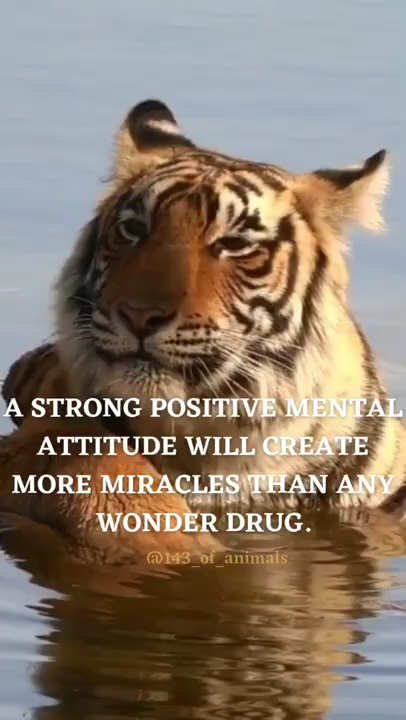 A STRONG POSITIVE MENTAL
ATTITUDE WILL CREATE
MORE MIRACLES THAN ANY
WONDER DRUG.
@143_of_animals